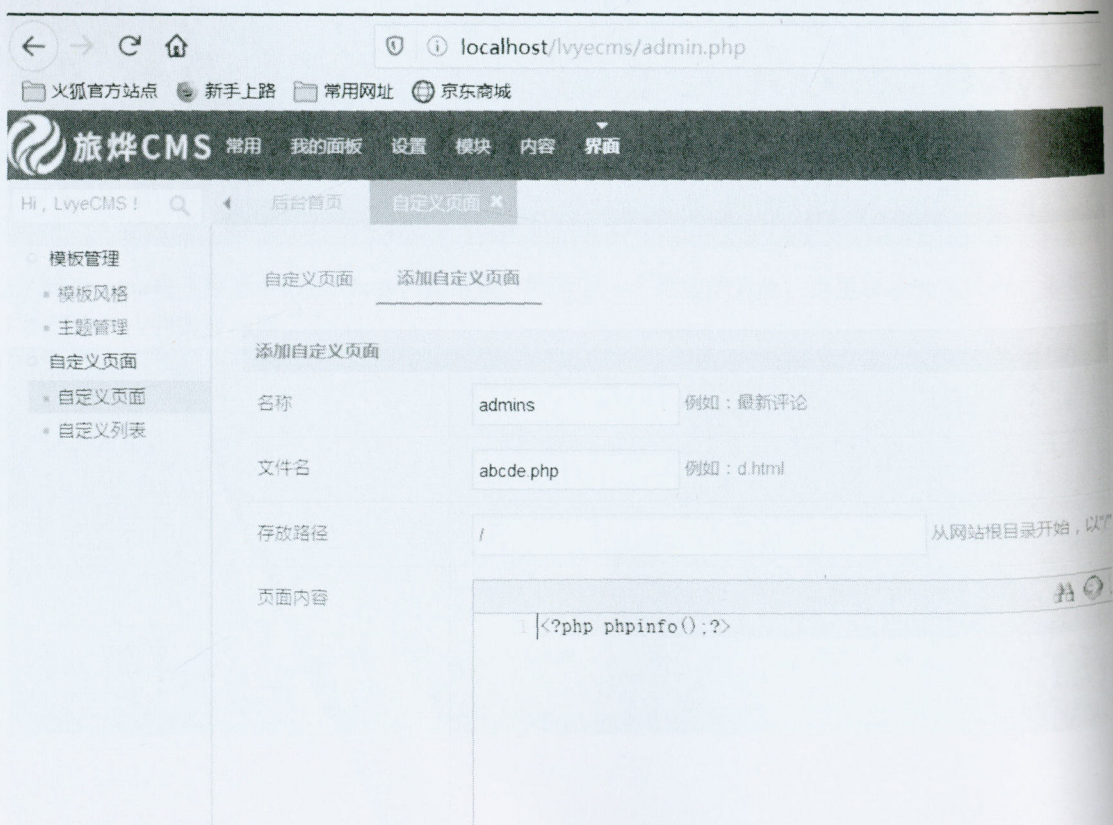 localhost/lvyecms/admin.php
火狐官方站点 新手上路 常用网址 京东商城
旅烨CMS 常用 我的面板 设置 模块 内容 界面
Hi , LvyeCMS ! 后台首页 自定义页面
模板管理
模板风格
主题管理
自定义页面
自定义页面
自定义列表
自定义页面 添加自定义页面
添加自定义页面
名称 admins 例如：最新评论
文件名 abcde.php 例如：d.html
存放路径 / 从网站根目录开始，以"/"
页面内容
1 <?php phpinfo();?>